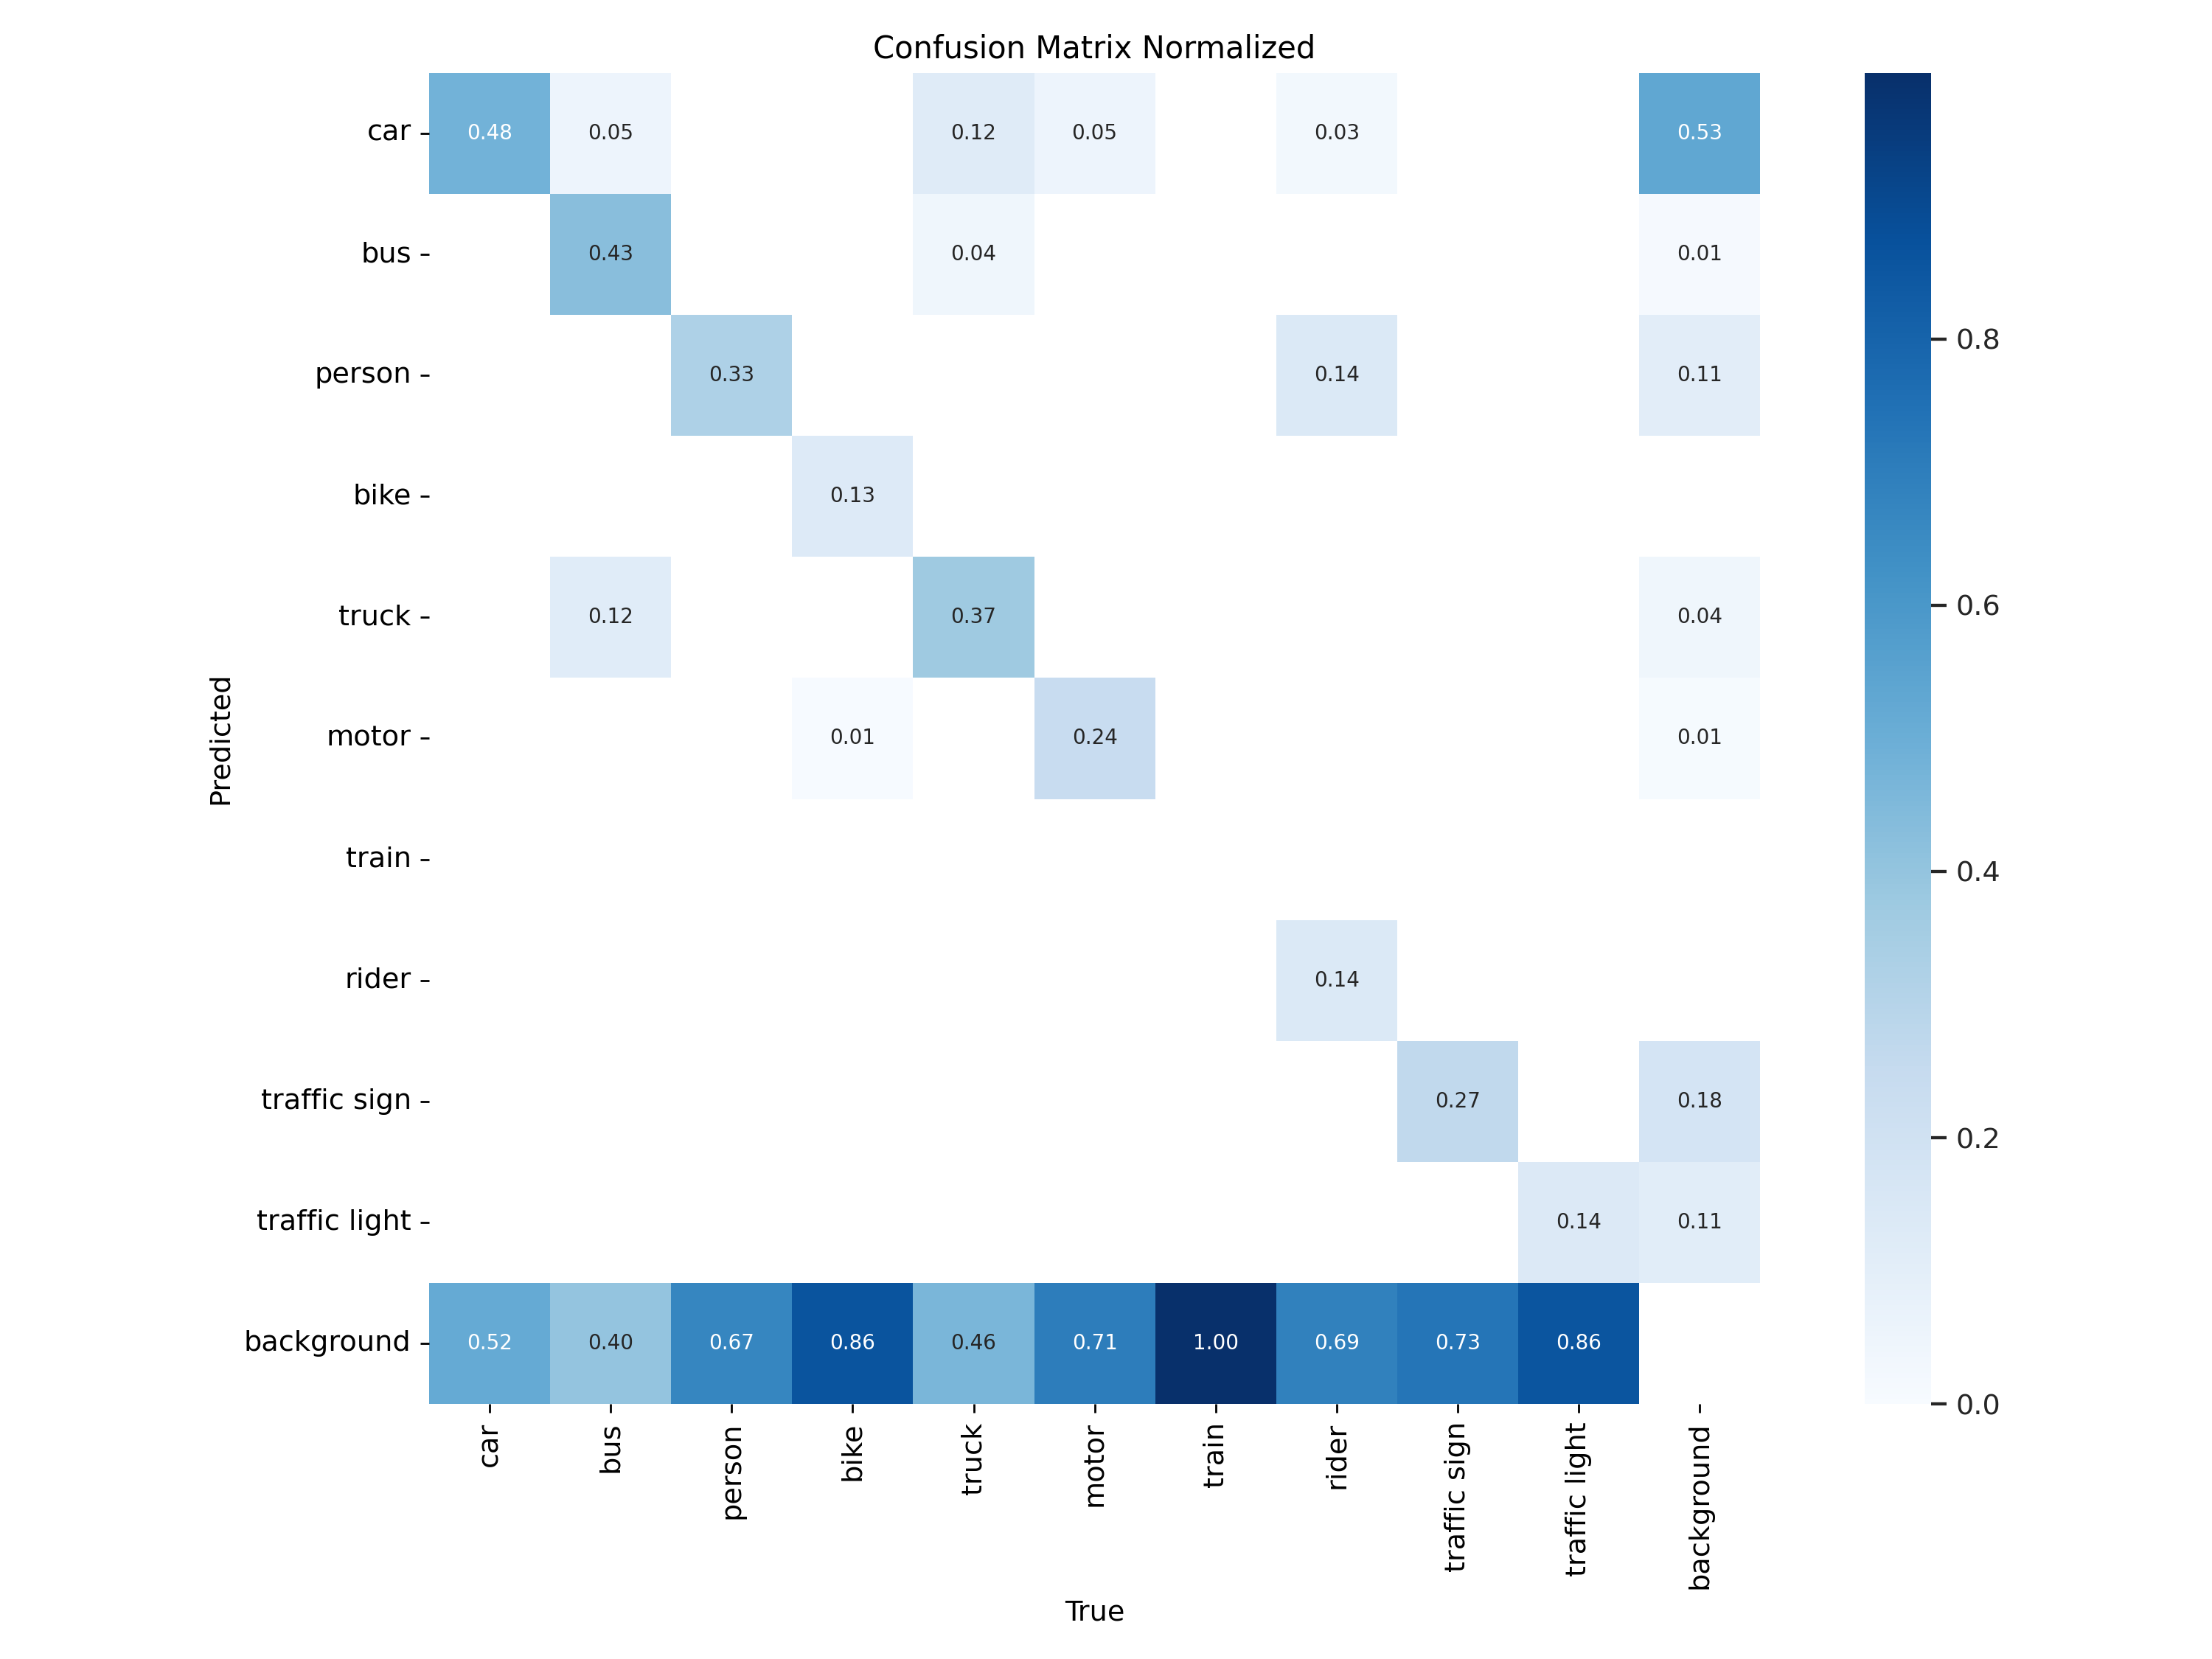 Confusion Matrix Normalized
car 0.48 0.05 0.12 0.05 0.03 0.53
bus 0.43 0.04 0.01
person 0.33 0.14 0.11
bike 0.13
truck 0.12 0.37 0.04
motor 0.01 0.24 0.01
train
rider 0.14
traffic sign 0.27 0.18
traffic light 0.14 0.11
background 0.52 0.40 0.67 0.86 0.46 0.71 1.00 0.69 0.73 0.86
car bus person bike truck motor train rider traffic sign traffic light background
True
Predicted
0.8
0.6
0.4
0.2
0.0